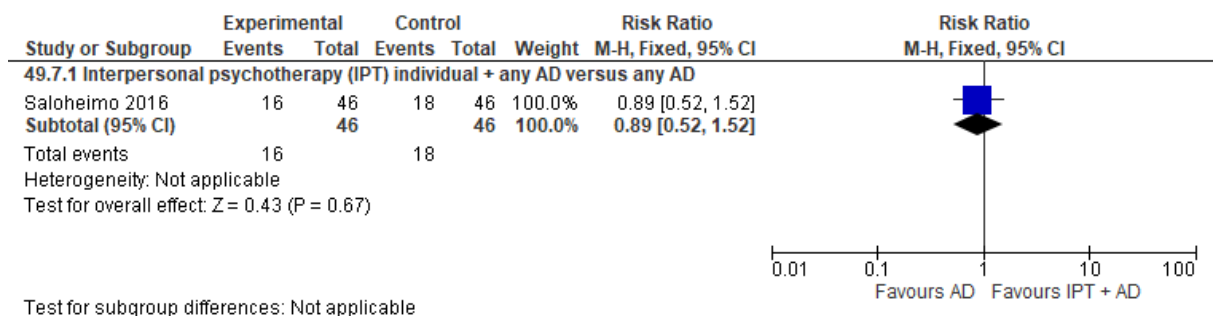 Experimental Control Risk Ratio Risk Ratio
Study or Subgroup Events Total Events Total Weight M-H, Fixed, 95% CI M-H, Fixed, 95% CI
49.7.1 Interpersonal psychotherapy (IPT) individual + any AD versus any AD
Saloheimo 2016 16 46 18 46 100.0% 0.89 [0.52, 1.52]
Subtotal (95% CI) 46 46 100.0% 0.89 [0.52, 1.52]
Total events 16 18
Heterogeneity: Not applicable
Test for overall effect: Z = 0.43 (P = 0.67)
0.01 0.1 1 10 100
Favours AD Favours IPT + AD
Test for subgroup differences: Not applicable